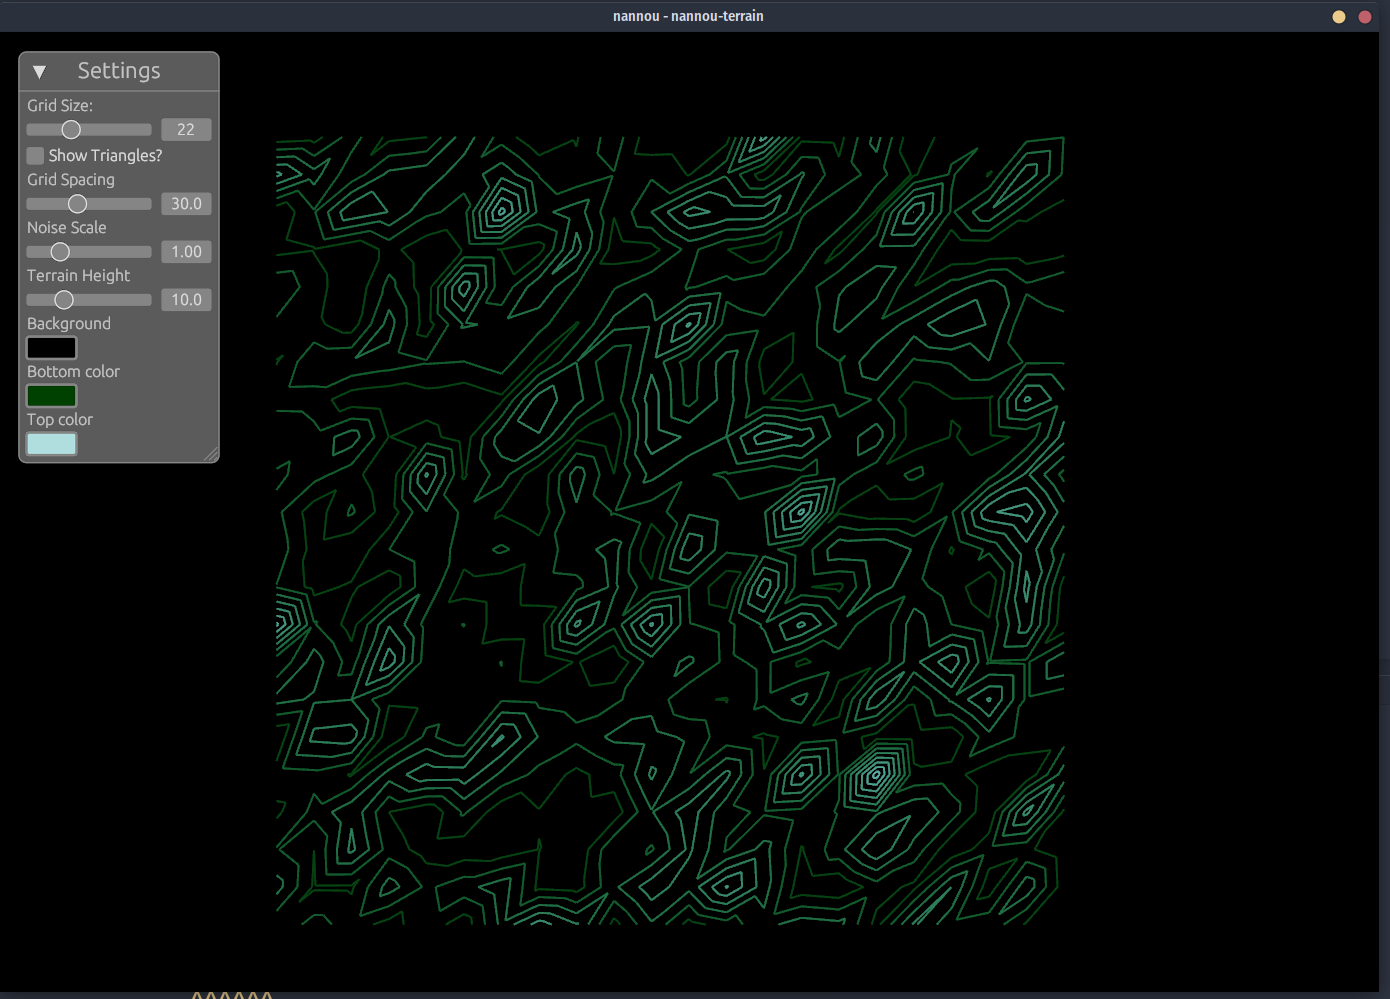 nannou - nannou-terrain
Settings
Grid Size:
22
Show Triangles?
Grid Spacing
30.0
Noise Scale
1.00
Terrain Height
10.0
Background
Bottom color
Top color
^^^^^^